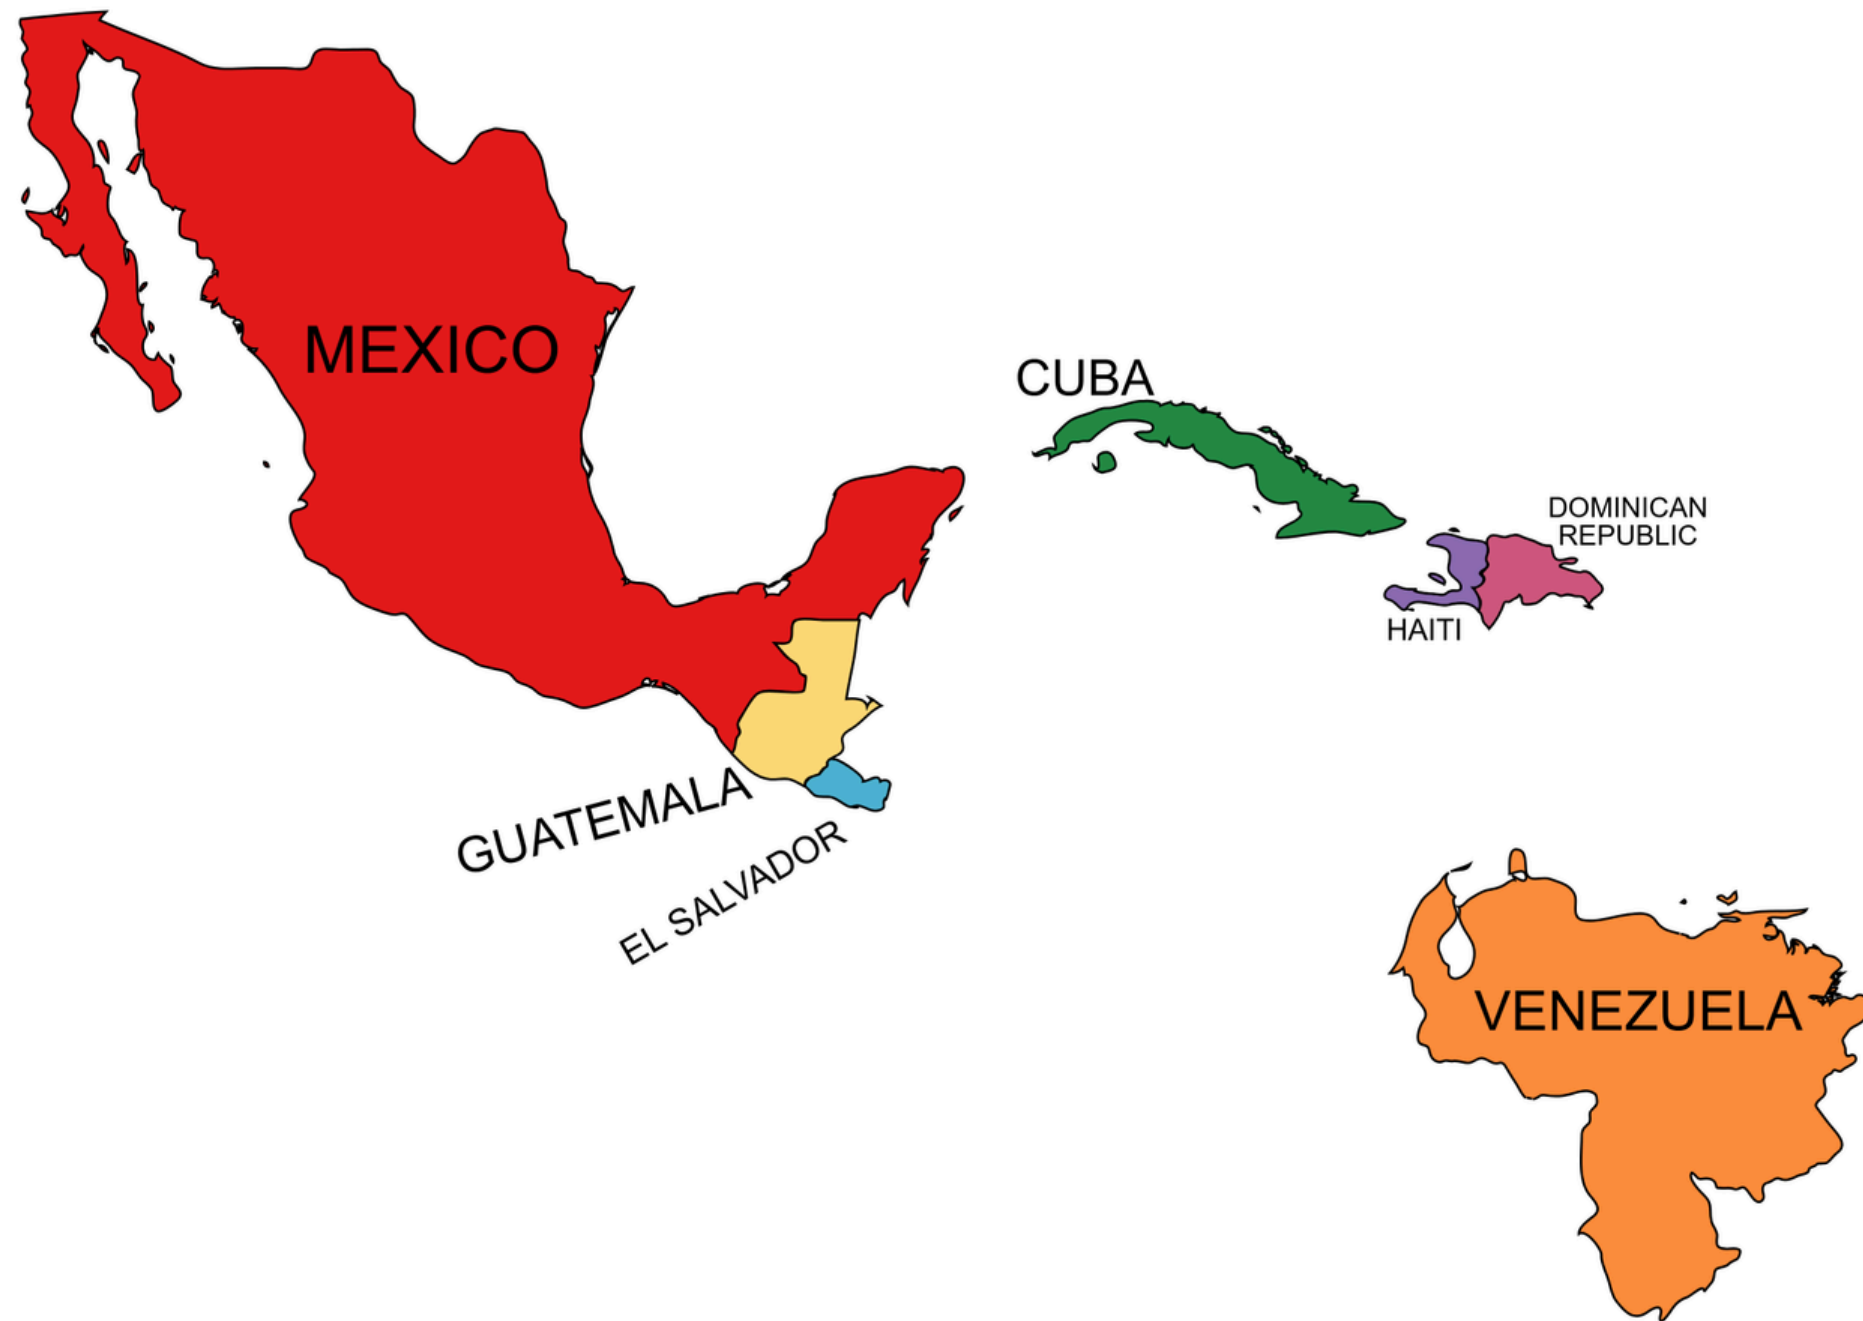 MEXICO
CUBA
DOMINICAN
REPUBLIC
HAITI
GUATEMALA
EL SALVADOR
VENEZUELA